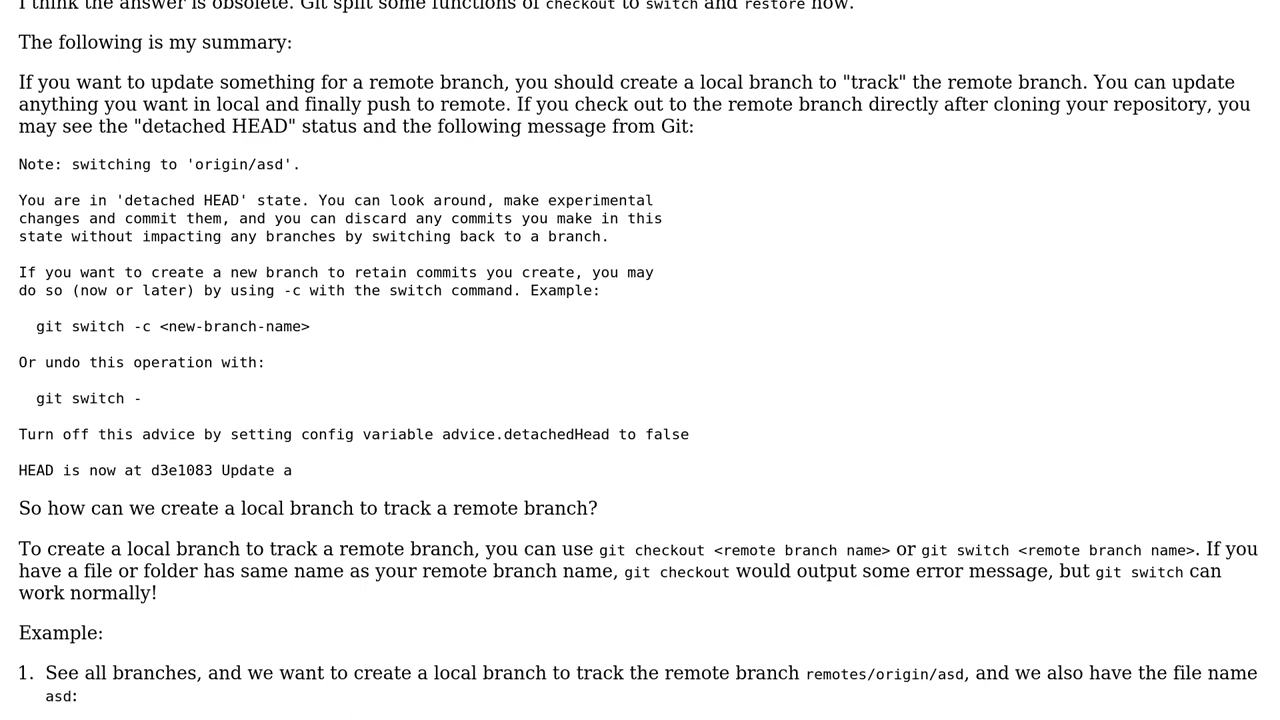 I think the answer is obsolete. Git split some functions of checkout to switch and restore now.
The following is my summary:
If you want to update something for a remote branch, you should create a local branch to "track" the remote branch. You can update
anything you want in local and finally push to remote. If you check out to the remote branch directly after cloning your repository, you
may see the "detached HEAD" status and the following message from Git:
Note: switching to 'origin/asd'.
You are in 'detached HEAD' state. You can look around, make experimental
changes and commit them, and you can discard any commits you make in this
state without impacting any branches by switching back to a branch.
If you want to create a new branch to retain commits you create, you may
do so (now or later) by using -c with the switch command. Example:
git switch -c <new-branch-name>
Or undo this operation with:
git switch -
Turn off this advice by setting config variable advice.detachedHead to false
HEAD is now at d3e1083 Update a
So how can we create a local branch to track a remote branch?
To create a local branch to track a remote branch, you can use git checkout <remote branch name> or git switch <remote branch name>. If you
have a file or folder has same name as your remote branch name, git checkout would output some error message, but git switch can
work normally!
Example:
1. See all branches, and we want to create a local branch to track the remote branch remotes/origin/asd, and we also have the file name
asd: